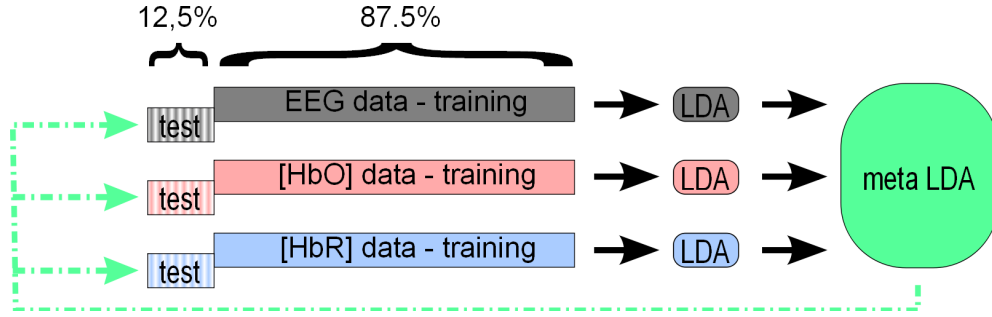 12,5% 87.5%
EEG data - training LDA
test
[HbO] data - training LDA meta LDA
test
[HbR] data - training LDA
test